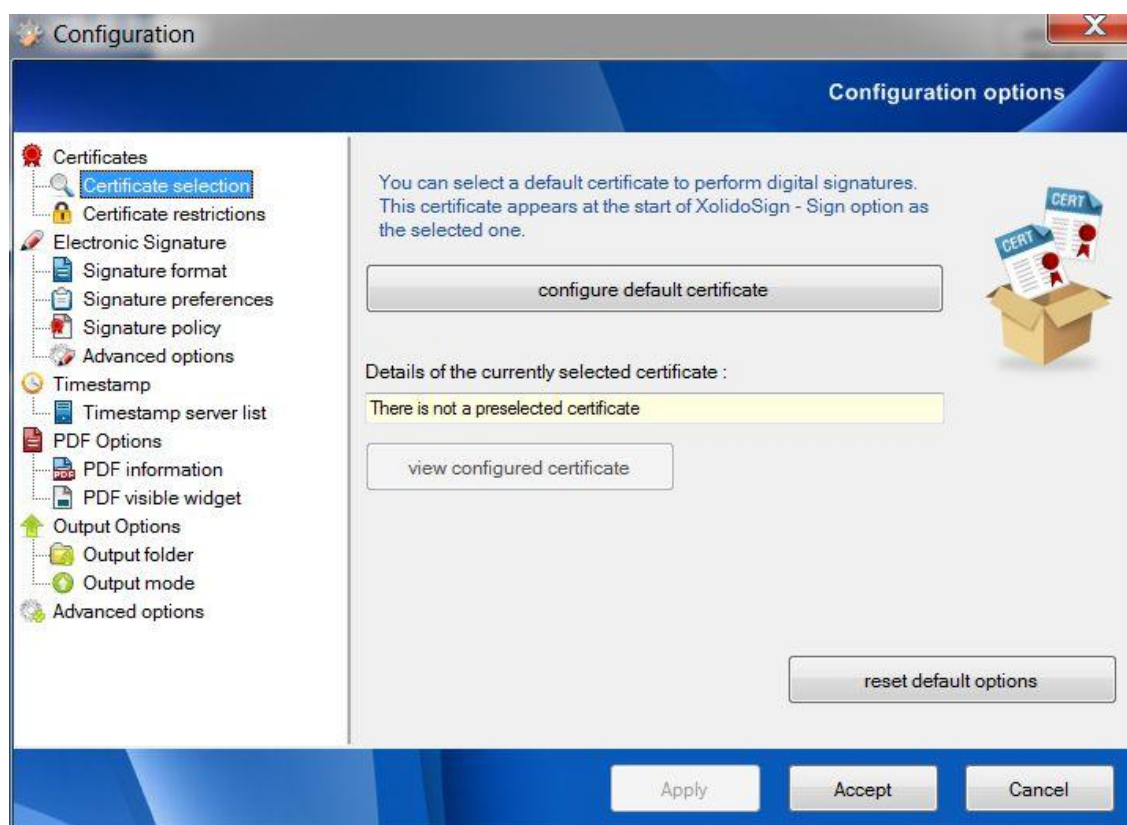 Configuration
X
Configuration options
Certificates
Certificate selection
Certificate restrictions
Electronic Signature
Signature format
Signature preferences
Signature policy
Advanced options
Timestamp
Timestamp server list
PDF Options
PDF information
PDF visible widget
Output Options
Output folder
Output mode
Advanced options
You can select a default certificate to perform digital signatures.
This certificate appears at the start of XolidoSign - Sign option as
the selected one.
CERT
CERT
configure default certificate
Details of the currently selected certificate :
There is not a preselected certificate
view configured certificate
reset default options
Apply
Accept
Cancel